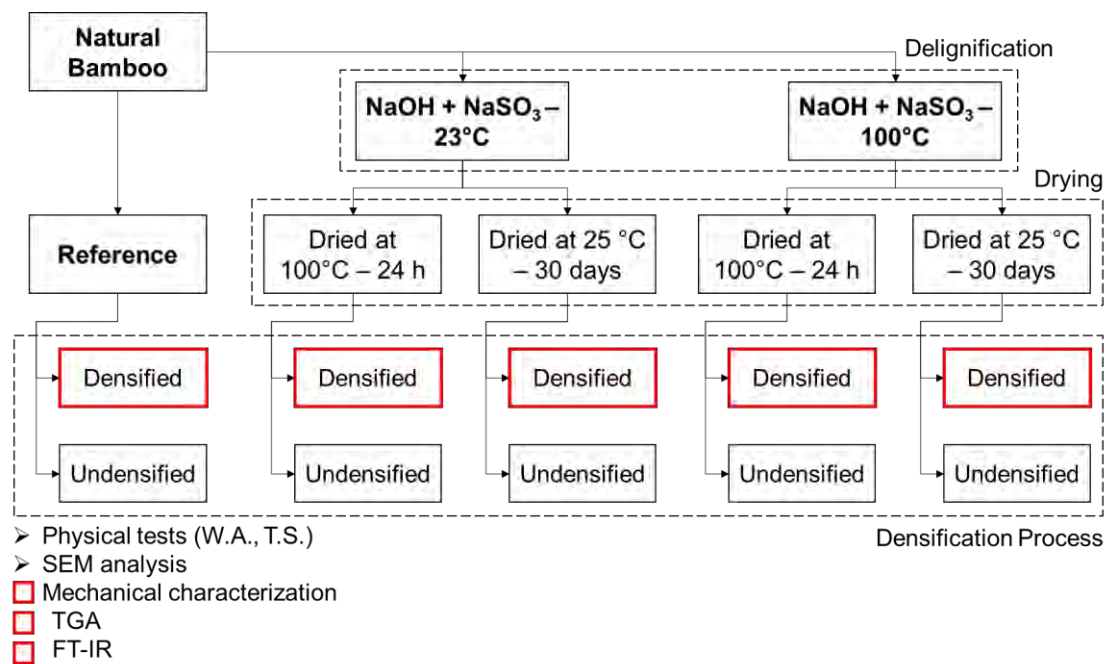 Natural
Bamboo
Delignification
NaOH + NaSO₃ –
23°C
NaOH + NaSO₃ –
100°C
Drying
Reference
Dried at
100°C – 24 h
Dried at 25 °C
– 30 days
Dried at
100°C – 24 h
Dried at 25 °C
– 30 days
Densified
Densified
Densified
Densified
Densified
Undensified
Undensified
Undensified
Undensified
Undensified
Densification Process
➢ Physical tests (W.A., T.S.)
➢ SEM analysis
Mechanical characterization
TGA
FT-IR